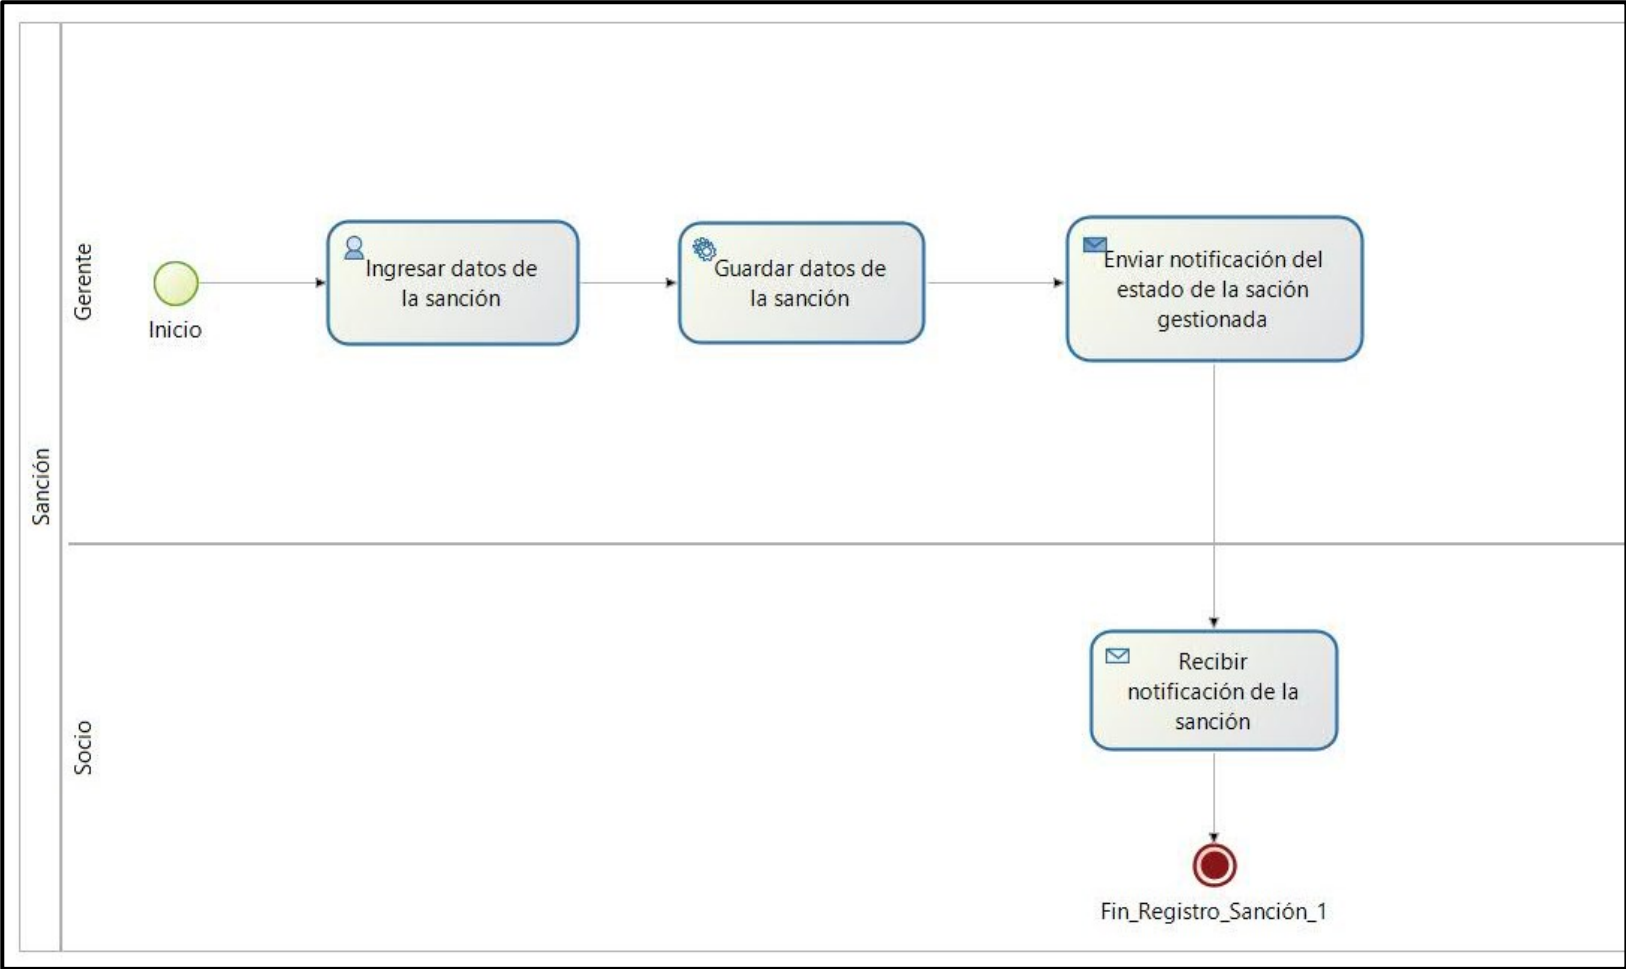 Sanción
Gerente
Inicio
Ingresar datos de
la sanción
Guardar datos de
la sanción
Enviar notificación del
estado de la sación
gestionada
Socio
Recibir
notificación de la
sanción
Fin_Registro_Sanción_1